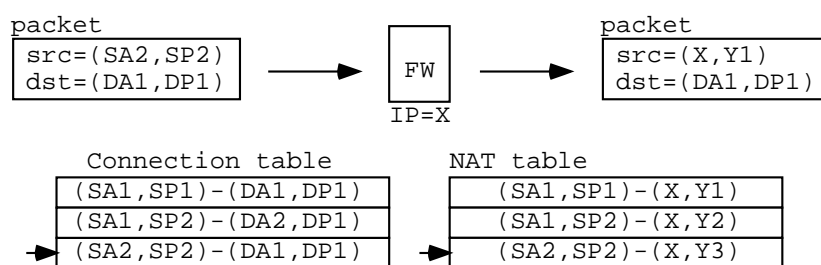 packet
src=(SA2,SP2)
dst=(DA1,DP1)
FW
IP=X
packet
src=(X,Y1)
dst=(DA1,DP1)
Connection table
(SA1,SP1)-(DA1,DP1)
(SA1,SP2)-(DA2,DP1)
(SA2,SP2)-(DA1,DP1)
NAT table
(SA1,SP1)-(X,Y1)
(SA1,SP2)-(X,Y2)
(SA2,SP2)-(X,Y3)